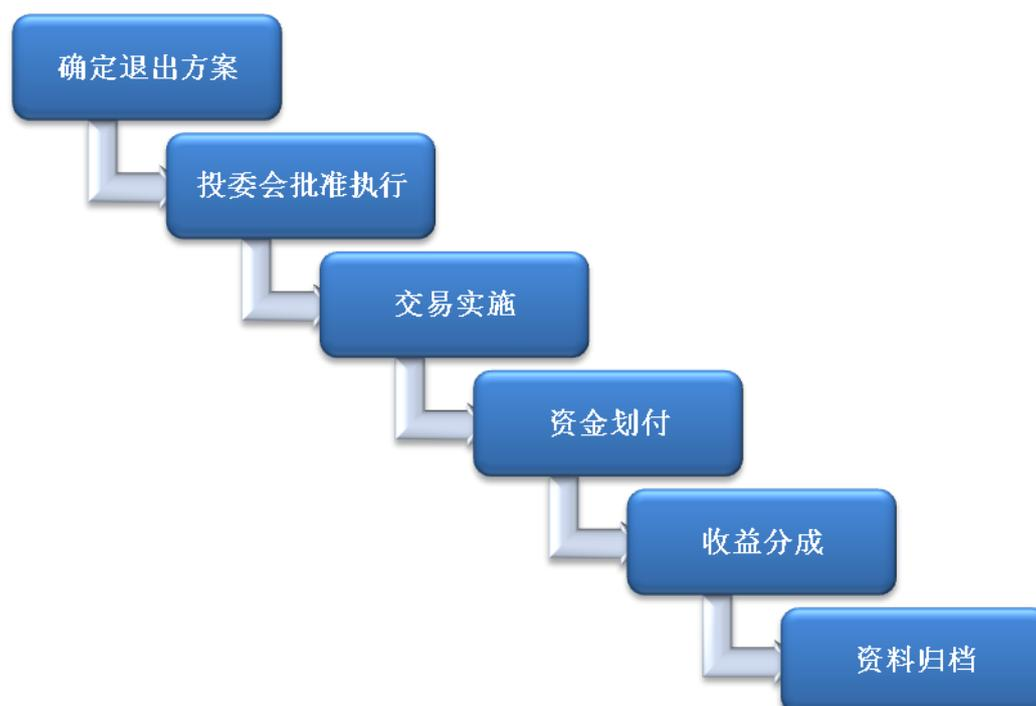 确定退出方案
投委会批准执行
交易实施
资金划付
收益分成
资料归档